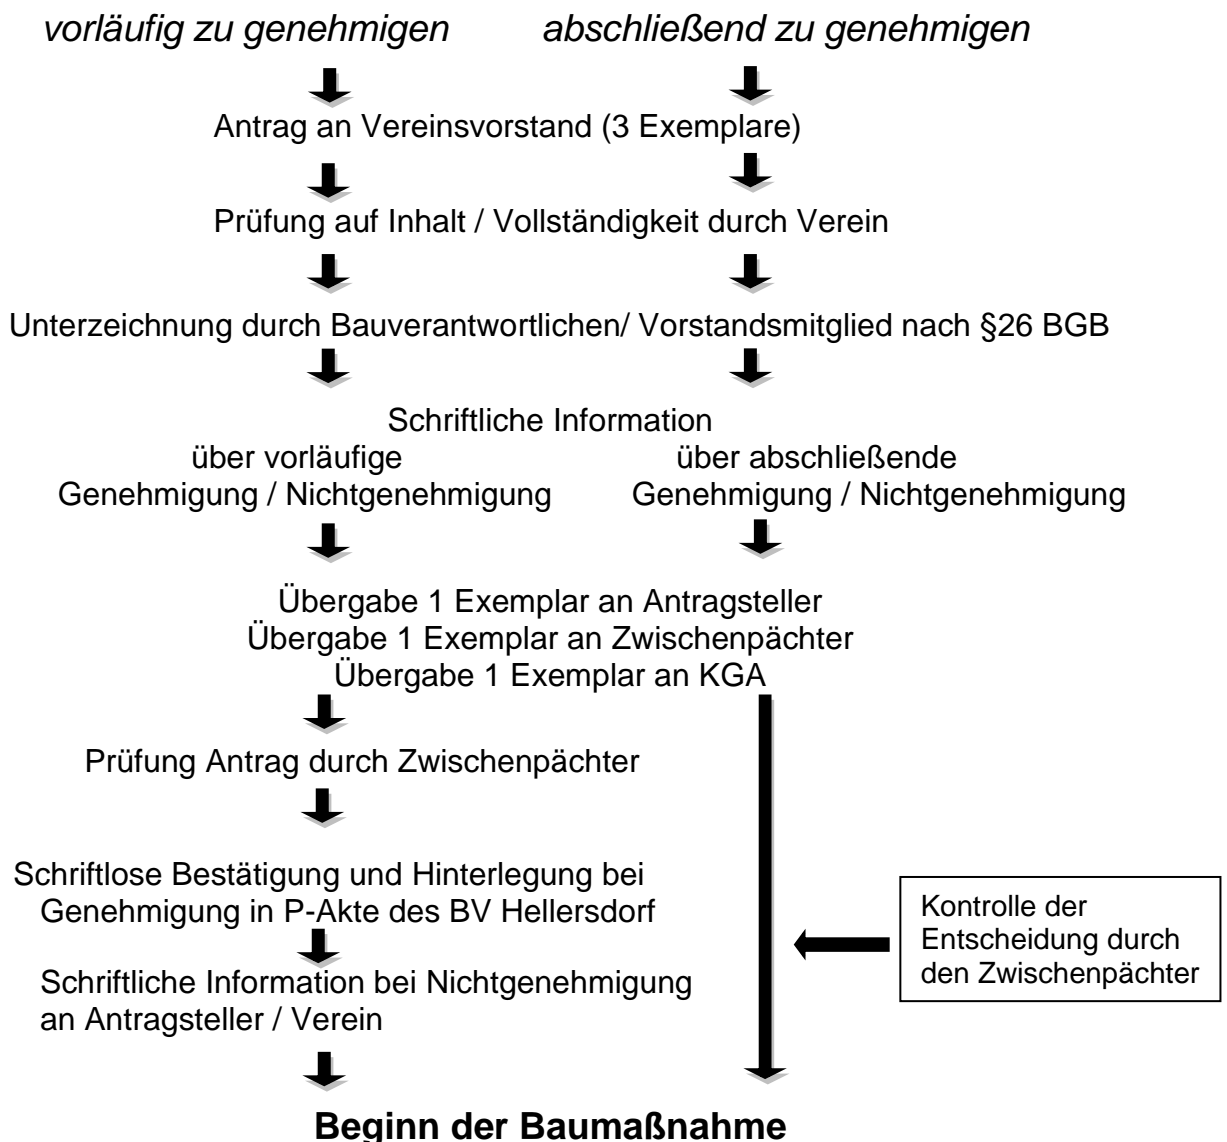 vorläufig zu genehmigen abschließend zu genehmigen
Antrag an Vereinsvorstand (3 Exemplare)
Prüfung auf Inhalt / Vollständigkeit durch Verein
Unterzeichnung durch Bauverantwortlichen/ Vorstandsmitglied nach §26 BGB
Schriftliche Information
über vorläufige
Genehmigung / Nichtgenehmigung
über abschließende
Genehmigung / Nichtgenehmigung
Übergabe 1 Exemplar an Antragsteller
Übergabe 1 Exemplar an Zwischenpächter
Übergabe 1 Exemplar an KGA
Prüfung Antrag durch Zwischenpächter
Schriftlose Bestätigung und Hinterlegung bei
Genehmigung in P-Akte des BV Hellersdorf
Schriftliche Information bei Nichtgenehmigung
an Antragsteller / Verein
Kontrolle der
Entscheidung durch
den Zwischenpächter
Beginn der Baumaßnahme